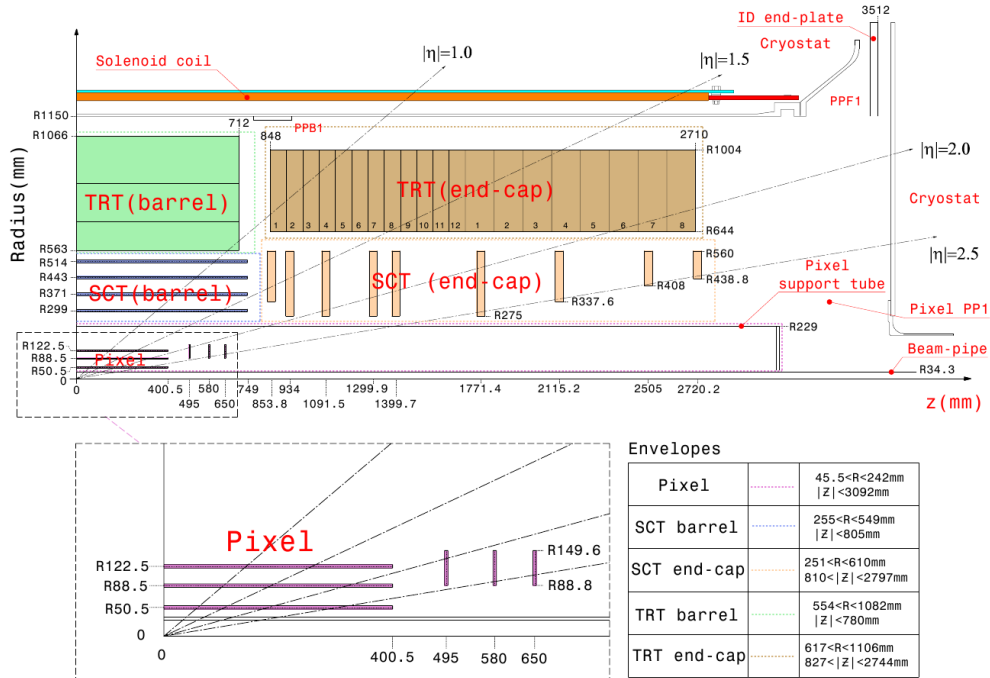 3512
ID end-plate
Cryostat
|η|=1.0
|η|=1.5
Solenoid coil
PPF1
R1150
712
PPB1
R1066
848
2710
R1004
|η|=2.0
Radius(mm)
TRT(barrel)
TRT(end-cap)
Cryostat
1 2 3 4 5 6 7 8 9 10 11 12 1 2 3 4 5 6 7 8
R644
R563
R560
|η|=2.5
R514
R443
SCT(barrel)
SCT (end-cap)
R438.8
Pixel
support tube
R371
R408
R337.6
R299
R275
Pixel PP1
R229
R122.5
R88.5
Pixel
Beam-pipe
R50.5
R34.3
0
0
400.5 580 749 934 1299.9 1771.4 2115.2 2505 2720.2
495 650 853.8 1091.5 1399.7
z(mm)
Envelopes
Pixel
45.5<R<242mm
|Z|<3092mm
SCT barrel
255<R<549mm
|Z|<805mm
SCT end-cap
251<R<610mm
810<|Z|<2797mm
TRT barrel
554<R<1082mm
|Z|<780mm
TRT end-cap
617<R<1106mm
827<|Z|<2744mm
Pixel
R149.6
R122.5
R88.5
R88.8
R50.5
0
0
400.5 495 580 650